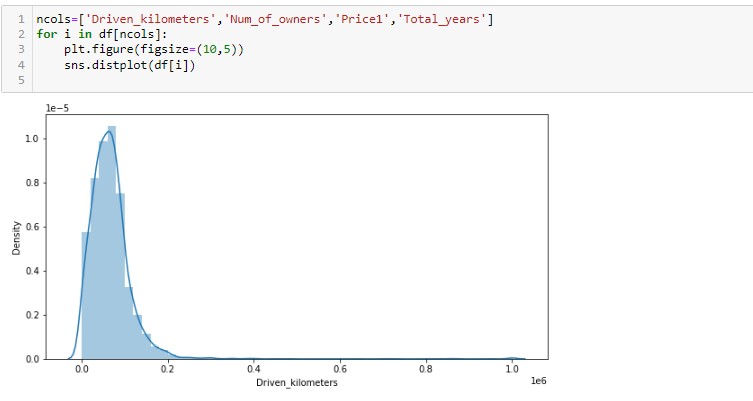 1 ncols=['Driven_kilometers','Num_of_owners','Price1','Total_years']
2 for i in df[ncols]:
3     plt.figure(figsize=(10,5))
4     sns.distplot(df[i])
5
1e−5
1.0
0.8
0.6
0.4
0.2
0.0
Density
0.0 0.2 0.4 0.6 0.8 1.0
Driven_kilometers
1e6